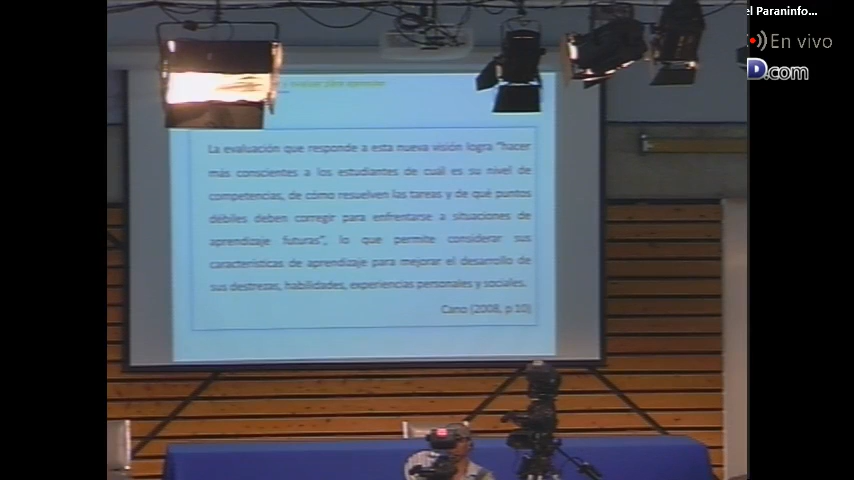 el Paraninfo...
En vivo
D.com
para aprender
La evaluación que responde a esta nueva visión logra "hacer
más conscientes a los estudiantes de cuál es su nivel de
competencias, de cómo resuelven las tareas y de qué puntos
débiles deben corregir para enfrentarse a situaciones de
aprendizaje futuras", lo que permite considerar sus
características de aprendizaje para mejorar el desarrollo de
sus destrezas, habilidades, experiencias personales y sociales.
Cano (2008, p 10)